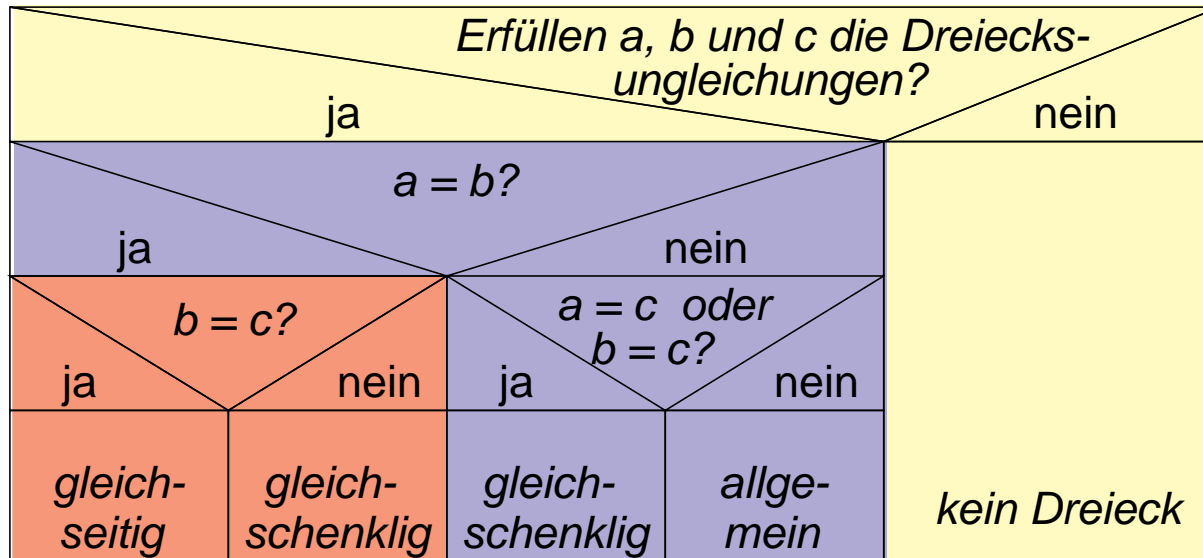 Erfüllen a, b und c die Dreiecks-
ungleichungen?
ja nein
a = b?
ja nein
b = c?
a = c oder
b = c?
ja nein ja nein
gleich-
seitig
gleich-
schenklig
gleich-
schenklig
allge-
mein
kein Dreieck